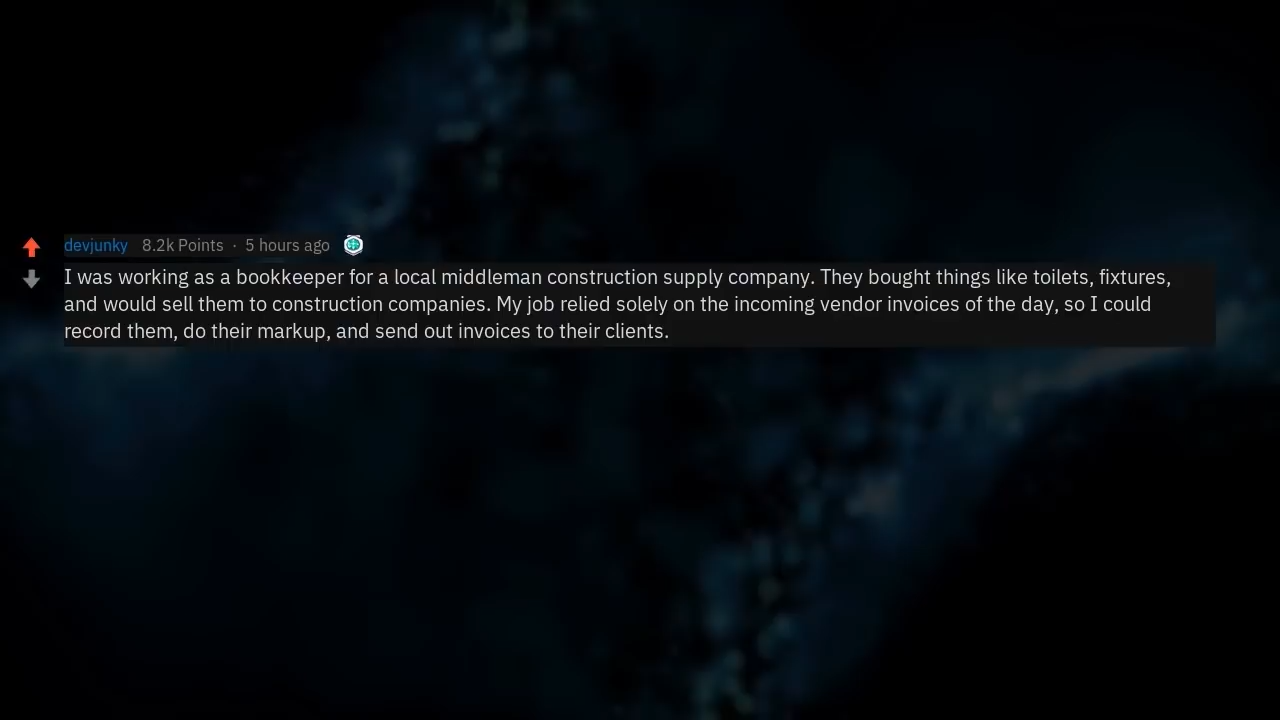 devjunky 8.2k Points · 5 hours ago
I was working as a bookkeeper for a local middleman construction supply company. They bought things like toilets, fixtures,
and would sell them to construction companies. My job relied solely on the incoming vendor invoices of the day, so I could
record them, do their markup, and send out invoices to their clients.